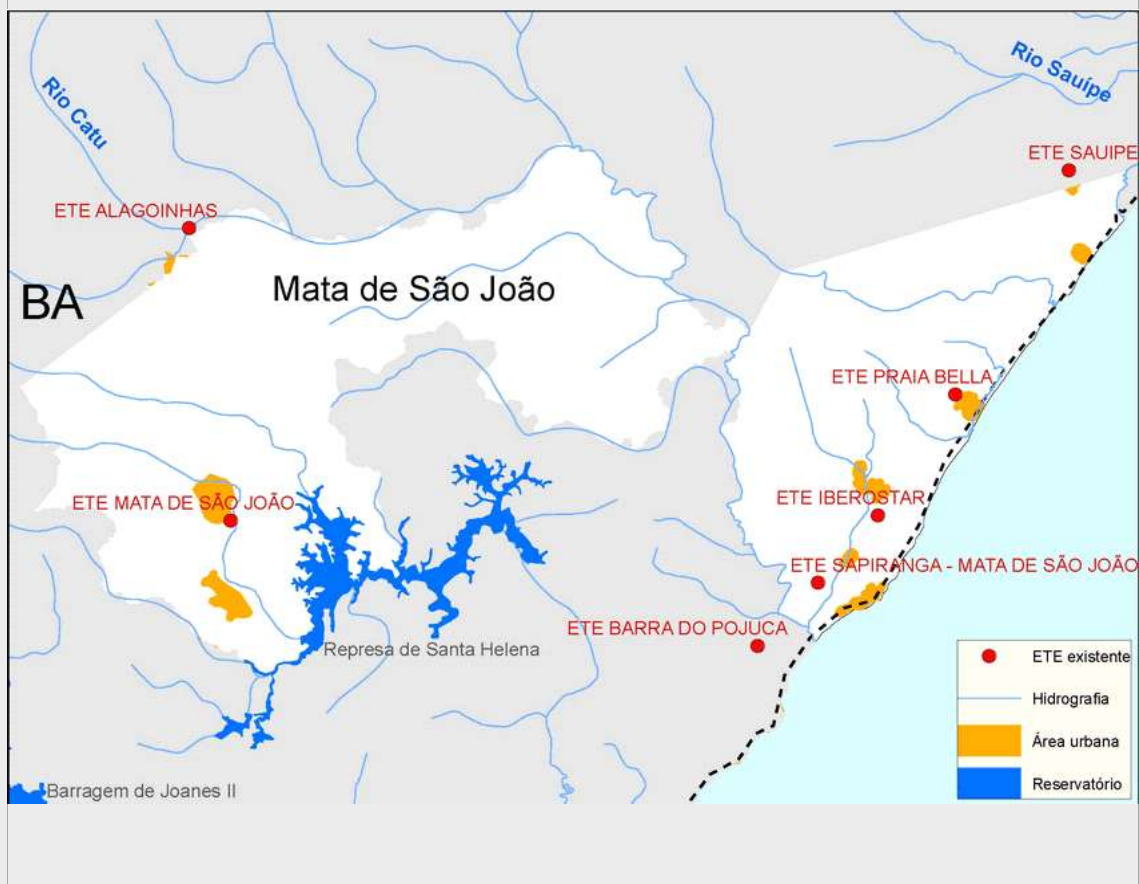 Rio Sauípe
Rio Catu
ETE SAUIPE
ETE ALAGOINHAS
BA
Mata de São João
ETE PRAIA BELLA
ETE MATA DE SÃO JOÃO
ETE IBEROSTAR
ETE SAPIRANGA - MATA DE SÃO JOÃO
ETE BARRA DO POJUCA
Represa de Santa Helena
ETE existente
Hidrografia
Área urbana
Reservatório
Barragem de Joanes II